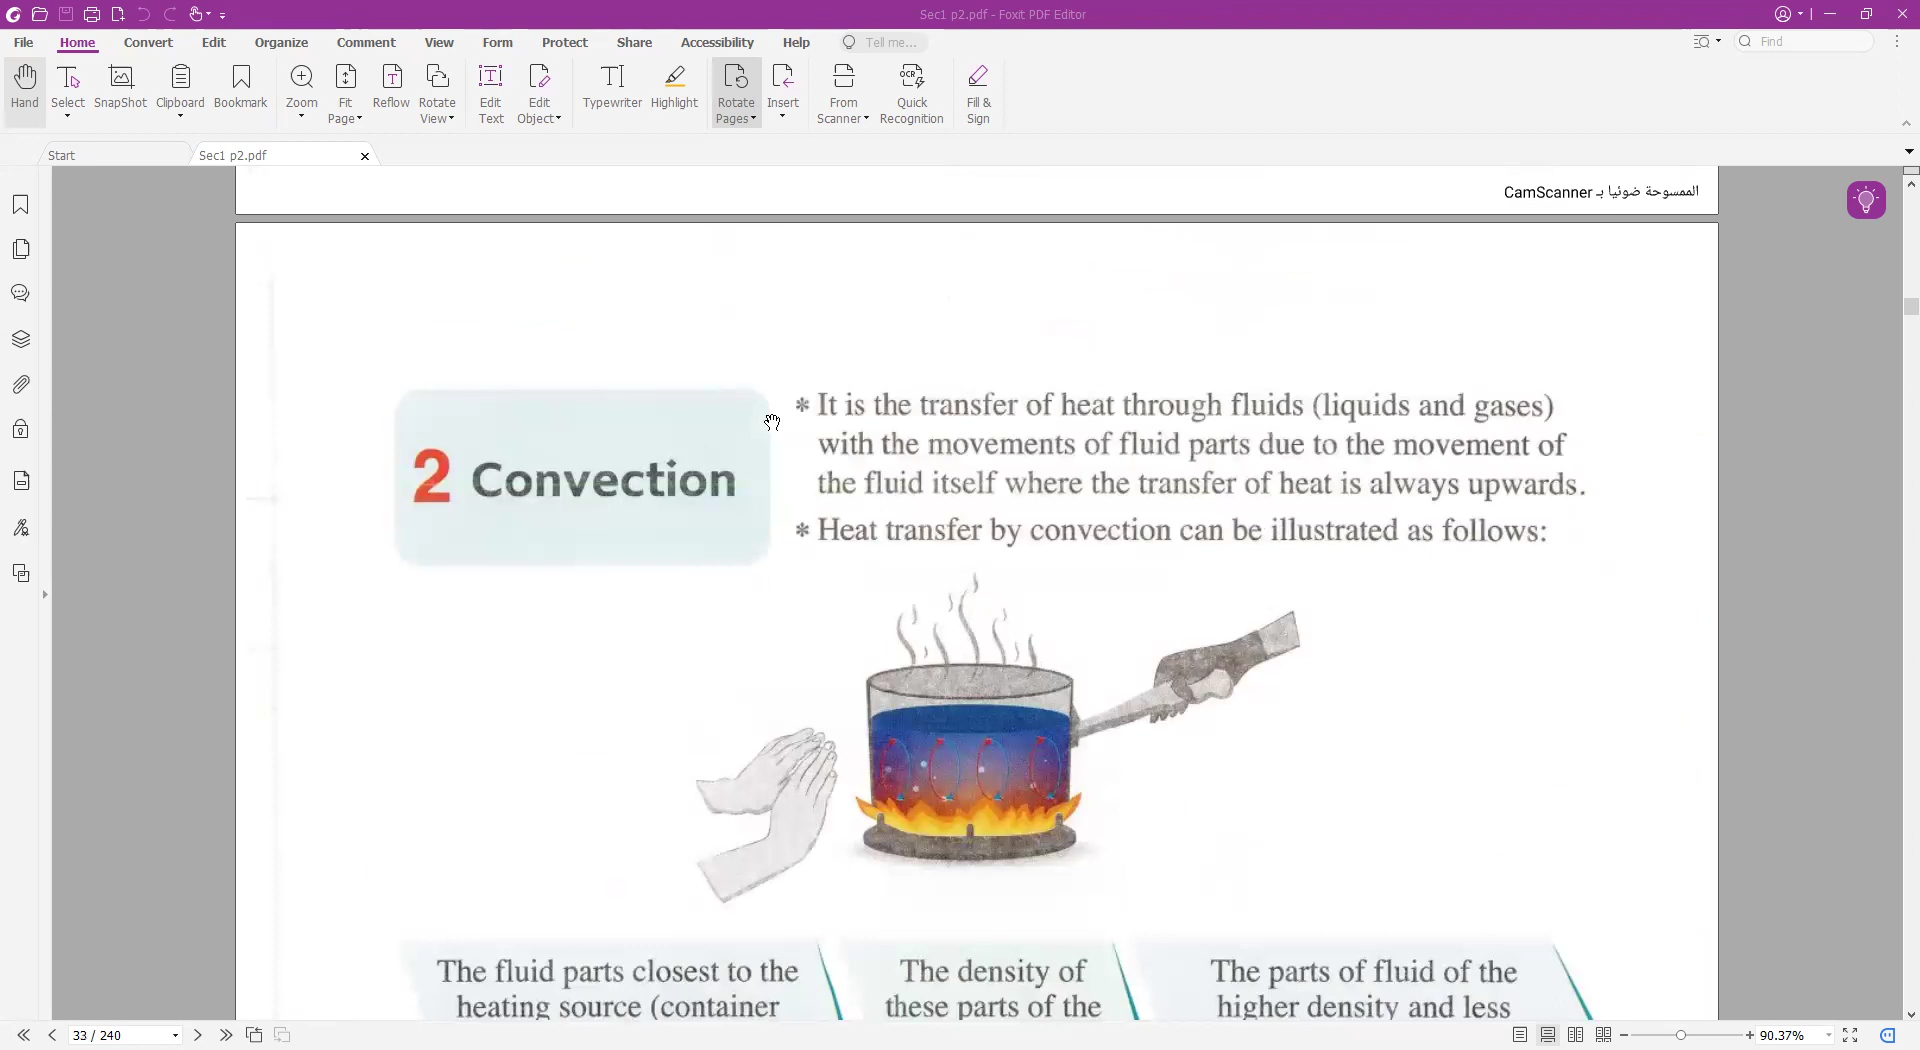 Sec1 p2.pdf - Foxit PDF Editor
File Home Convert Edit Organize Comment View Form Protect Share Accessibility Help Tell me... Find
Hand Select SnapShot Clipboard Bookmark Zoom Fit Page Reflow Rotate View Edit Text Edit Object Typewriter Highlight Rotate Pages Insert From Scanner OCR Quick Recognition Fill & Sign
Start Sec1 p2.pdf
الممسوحة ضوئيا بـ CamScanner
2 Convection
* It is the transfer of heat through fluids (liquids and gases)
with the movements of fluid parts due to the movement of
the fluid itself where the transfer of heat is always upwards.
* Heat transfer by convection can be illustrated as follows:
The fluid parts closest to the
heating source (container
The density of
these parts of the
The parts of fluid of the
higher density and less
33 / 240 90.37%